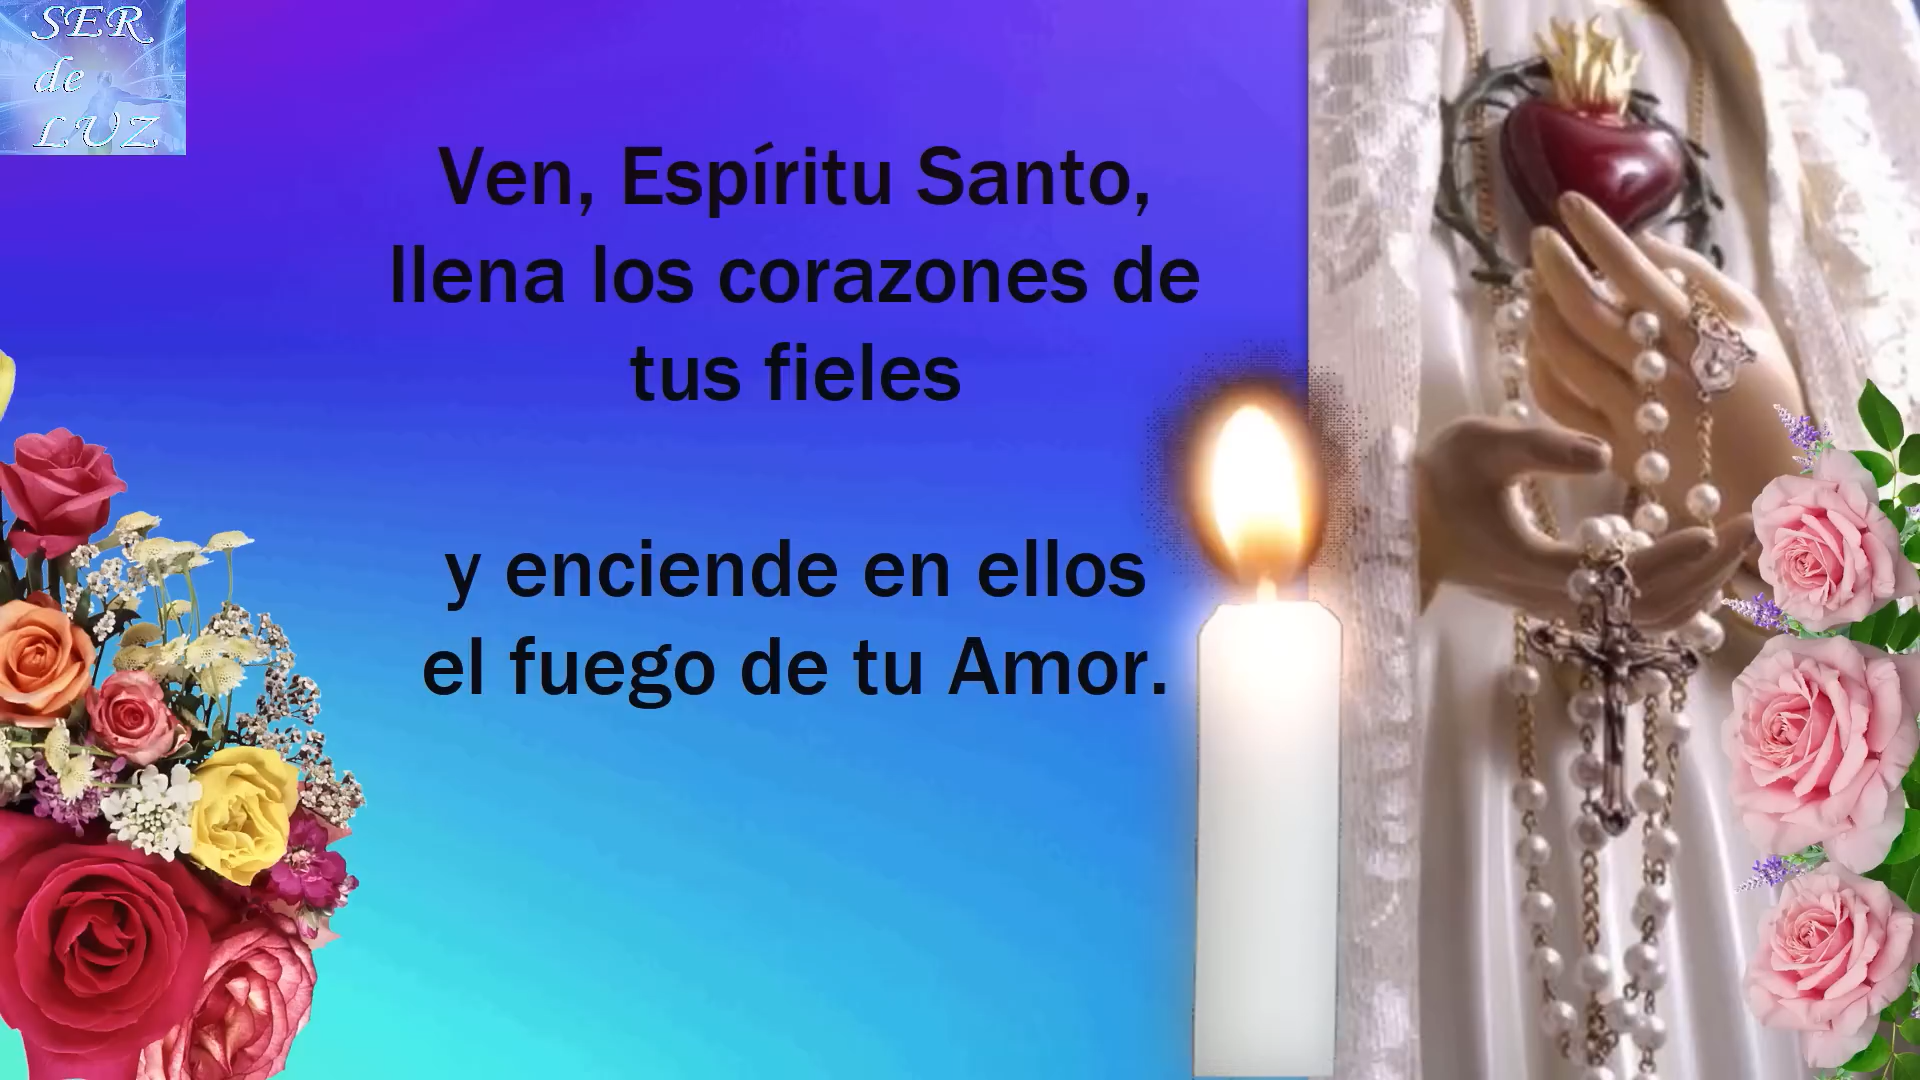 SER
de
LUZ
Ven, Espíritu Santo,
llena los corazones de
tus fieles
y enciende en ellos
el fuego de tu Amor.